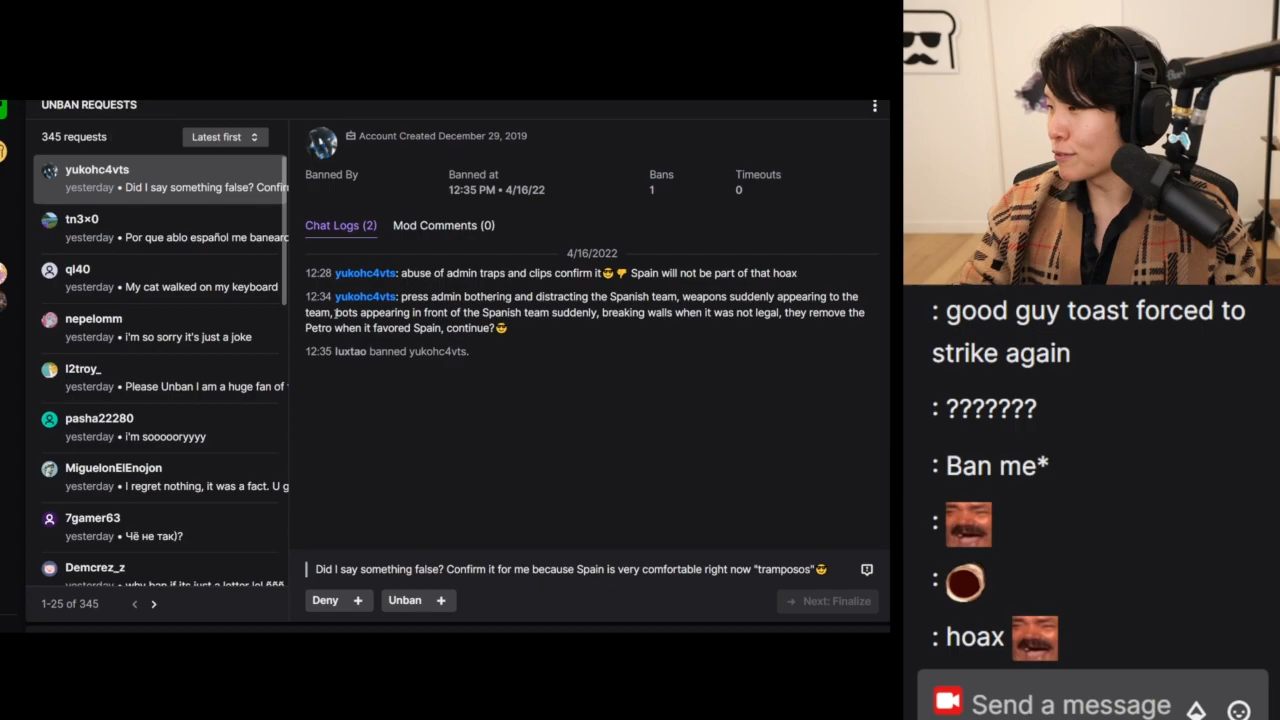 UNBAN REQUESTS
345 requests
Latest first
yukohc4vts
yesterday • Did I say something false? Confir
tn3×0
yesterday • Por que ablo español me banearo
ql40
yesterday • My cat walked on my keyboard
nepelomm
yesterday • i'm so sorry it's just a joke
l2troy_
yesterday • Please Unban I am a huge fan of
pasha22280
yesterday • i'm soooooryyyy
MiguelonElEnojon
yesterday • I regret nothing, it was a fact. U g
7gamer63
yesterday • Чё не так)?
Demcrez_z
yesterday • why ban if its just a letter lol ããã
1-25 of 345
Account Created December 29, 2019
Banned By Banned at Bans Timeouts
12:35 PM • 4/16/22 1 0
Chat Logs (2) Mod Comments (0)
4/16/2022
12:28 yukohc4vts: abuse of admin traps and clips confirm it😎👎 Spain will not be part of that hoax
12:34 yukohc4vts: press admin bothering and distracting the Spanish team, weapons suddenly appearing to the
team, bots appearing in front of the Spanish team suddenly, breaking walls when it was not legal, they remove the
Petro when it favored Spain, continue?😎
12:35 luxtao banned yukohc4vts.
Did I say something false? Confirm it for me because Spain is very comfortable right now "tramposos"😎
Deny + Unban + → Next: Finalize
: good guy toast forced to
strike again
: ???????
: Ban me*
:
:
: hoax
Send a message